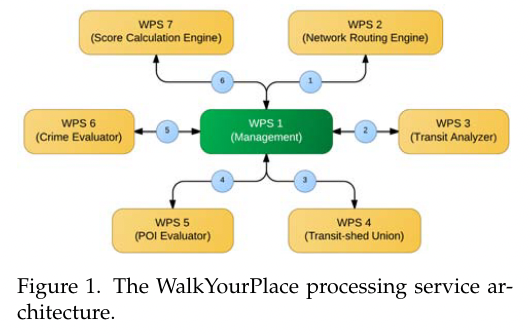 WPS 7
(Score Calculation Engine)
WPS 2
(Network Routing Engine)
6
1
WPS 6
(Crime Evaluator)
5
WPS 1
(Management)
2
WPS 3
(Transit Analyzer)
4
3
WPS 5
(POI Evaluator)
WPS 4
(Transit-shed Union)
Figure 1. The WalkYourPlace processing service ar-
chitecture.